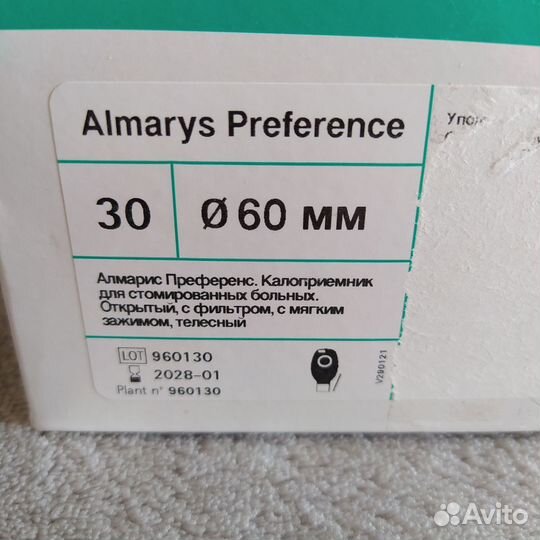 Almarys Preference
30
Ø 60 мм
Алмарис Преференс. Калоприемник
для стомированных больных.
Открытый, с фильтром, с мягким
зажимом, телесный
LOT 960130
2028-01
Plant n° 960130
V290121
Avito